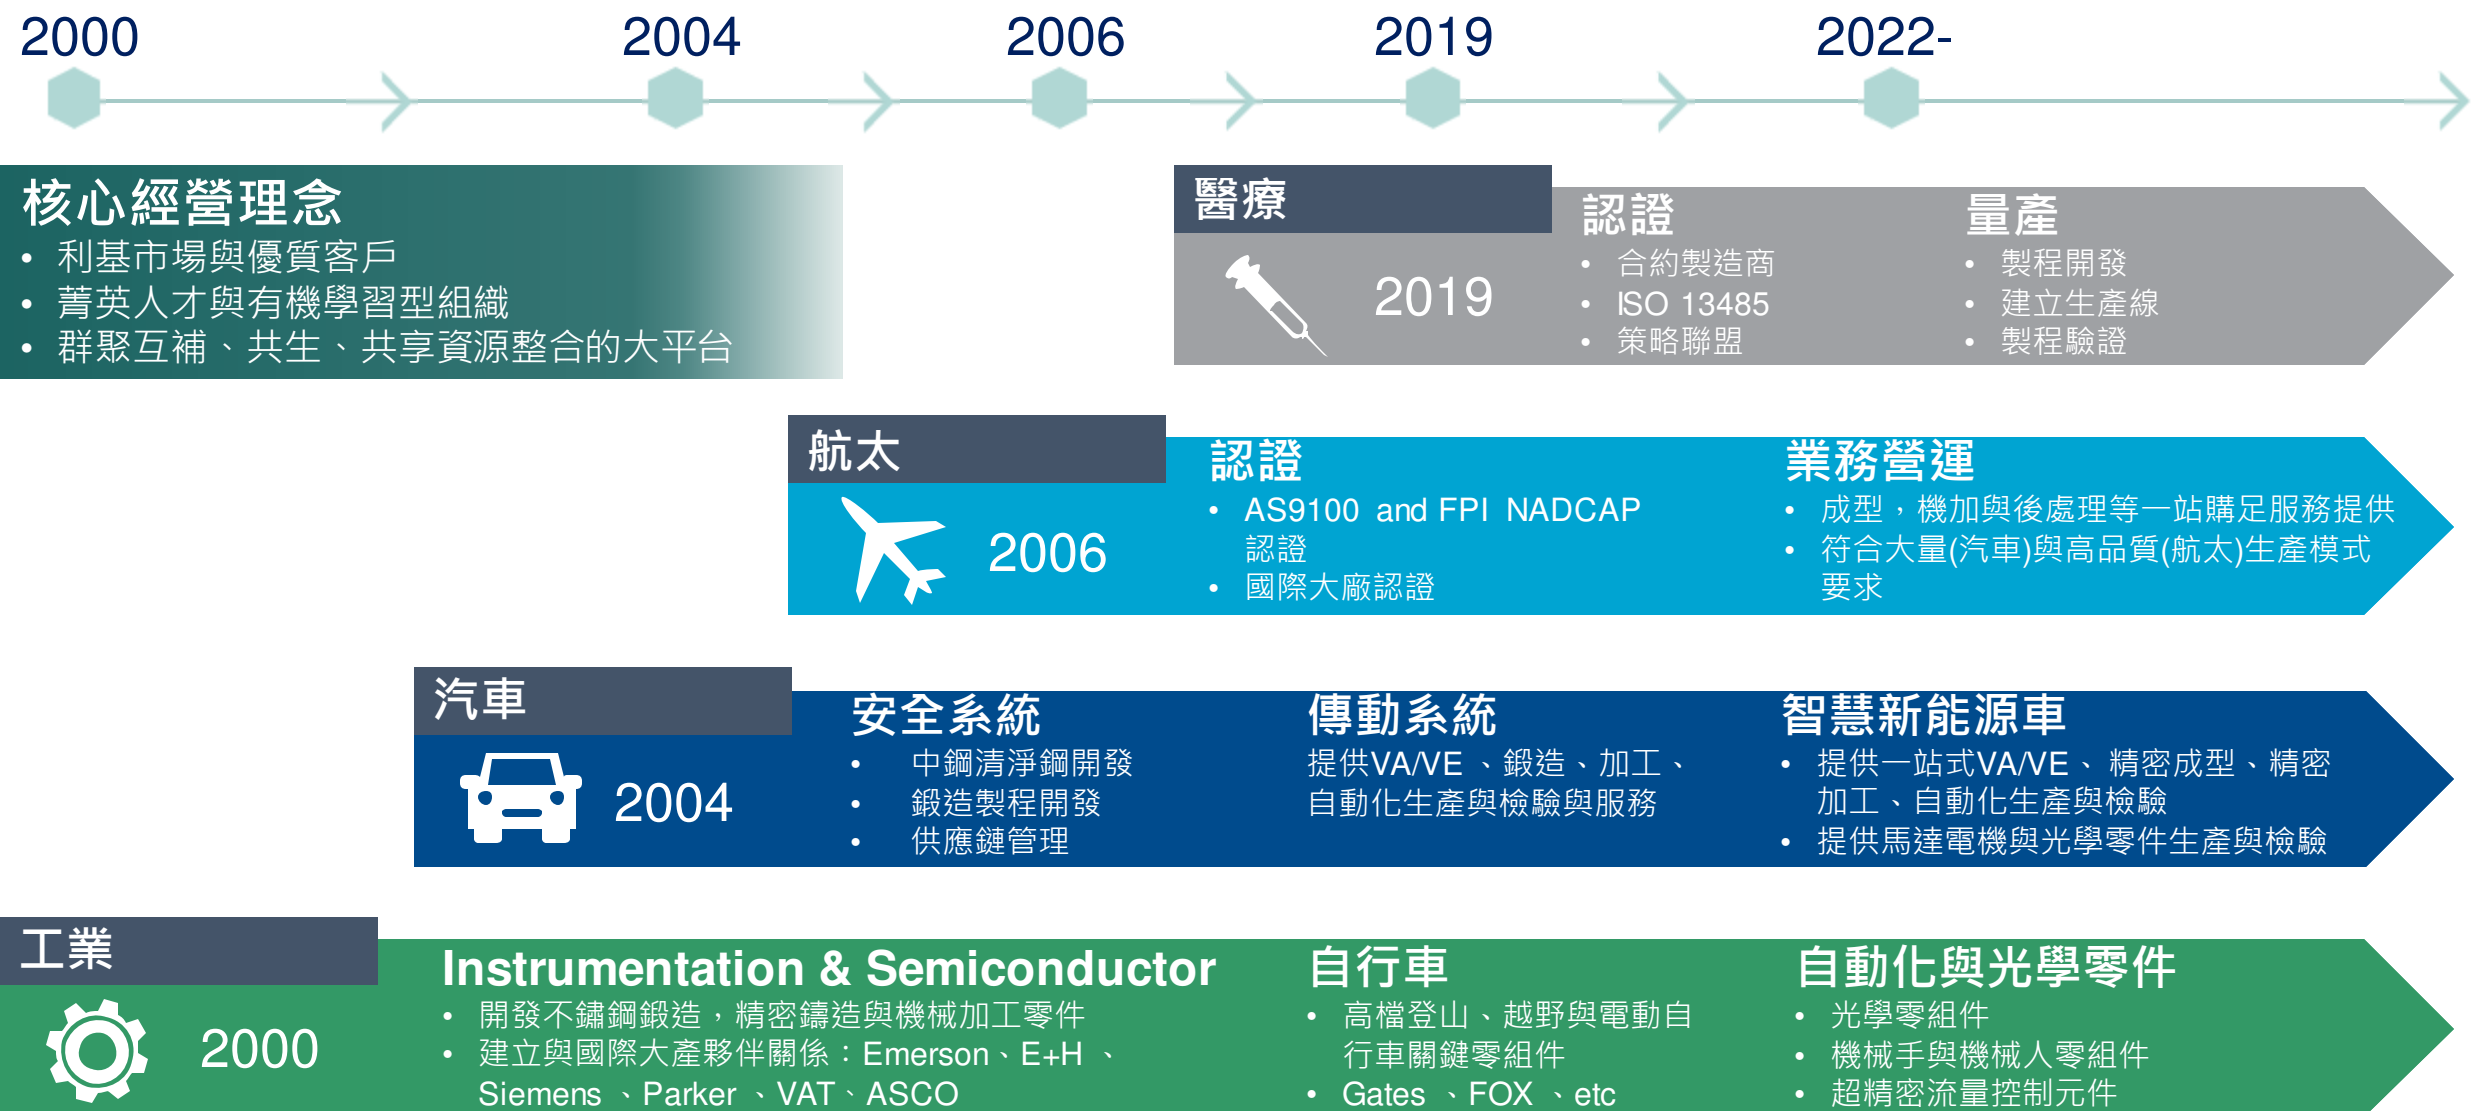 2000
2004
2006
2019
2022-
核心經營理念
• 利基市場與優質客戶
• 菁英人才與有機學習型組織
• 群聚互補、共生、共享資源整合的大平台
醫療
2019
認證
• 合約製造商
• ISO 13485
• 策略聯盟
量產
• 製程開發
• 建立生產線
• 製程驗證
航太
2006
認證
• AS9100 and FPI NADCAP
認證
• 國際大廠認證
業務營運
• 成型，機加與後處理等一站購足服務提供
• 符合大量(汽車)與高品質(航太)生產模式
要求
汽車
2004
安全系統
• 中鋼清淨鋼開發
• 鍛造製程開發
• 供應鏈管理
傳動系統
提供VA/VE 、鍛造、加工、
自動化生產與檢驗與服務
智慧新能源車
• 提供一站式VA/VE、 精密成型、精密
加工、自動化生產與檢驗
• 提供馬達電機與光學零件生產與檢驗
工業
2000
Instrumentation & Semiconductor
• 開發不鏽鋼鍛造，精密鑄造與機械加工零件
• 建立與國際大產夥伴關係：Emerson、E+H 、
Siemens 、Parker 、VAT、ASCO
自行車
• 高檔登山、越野與電動自
行車關鍵零組件
• Gates 、FOX 、etc
自動化與光學零件
• 光學零組件
• 機械手與機械人零組件
• 超精密流量控制元件